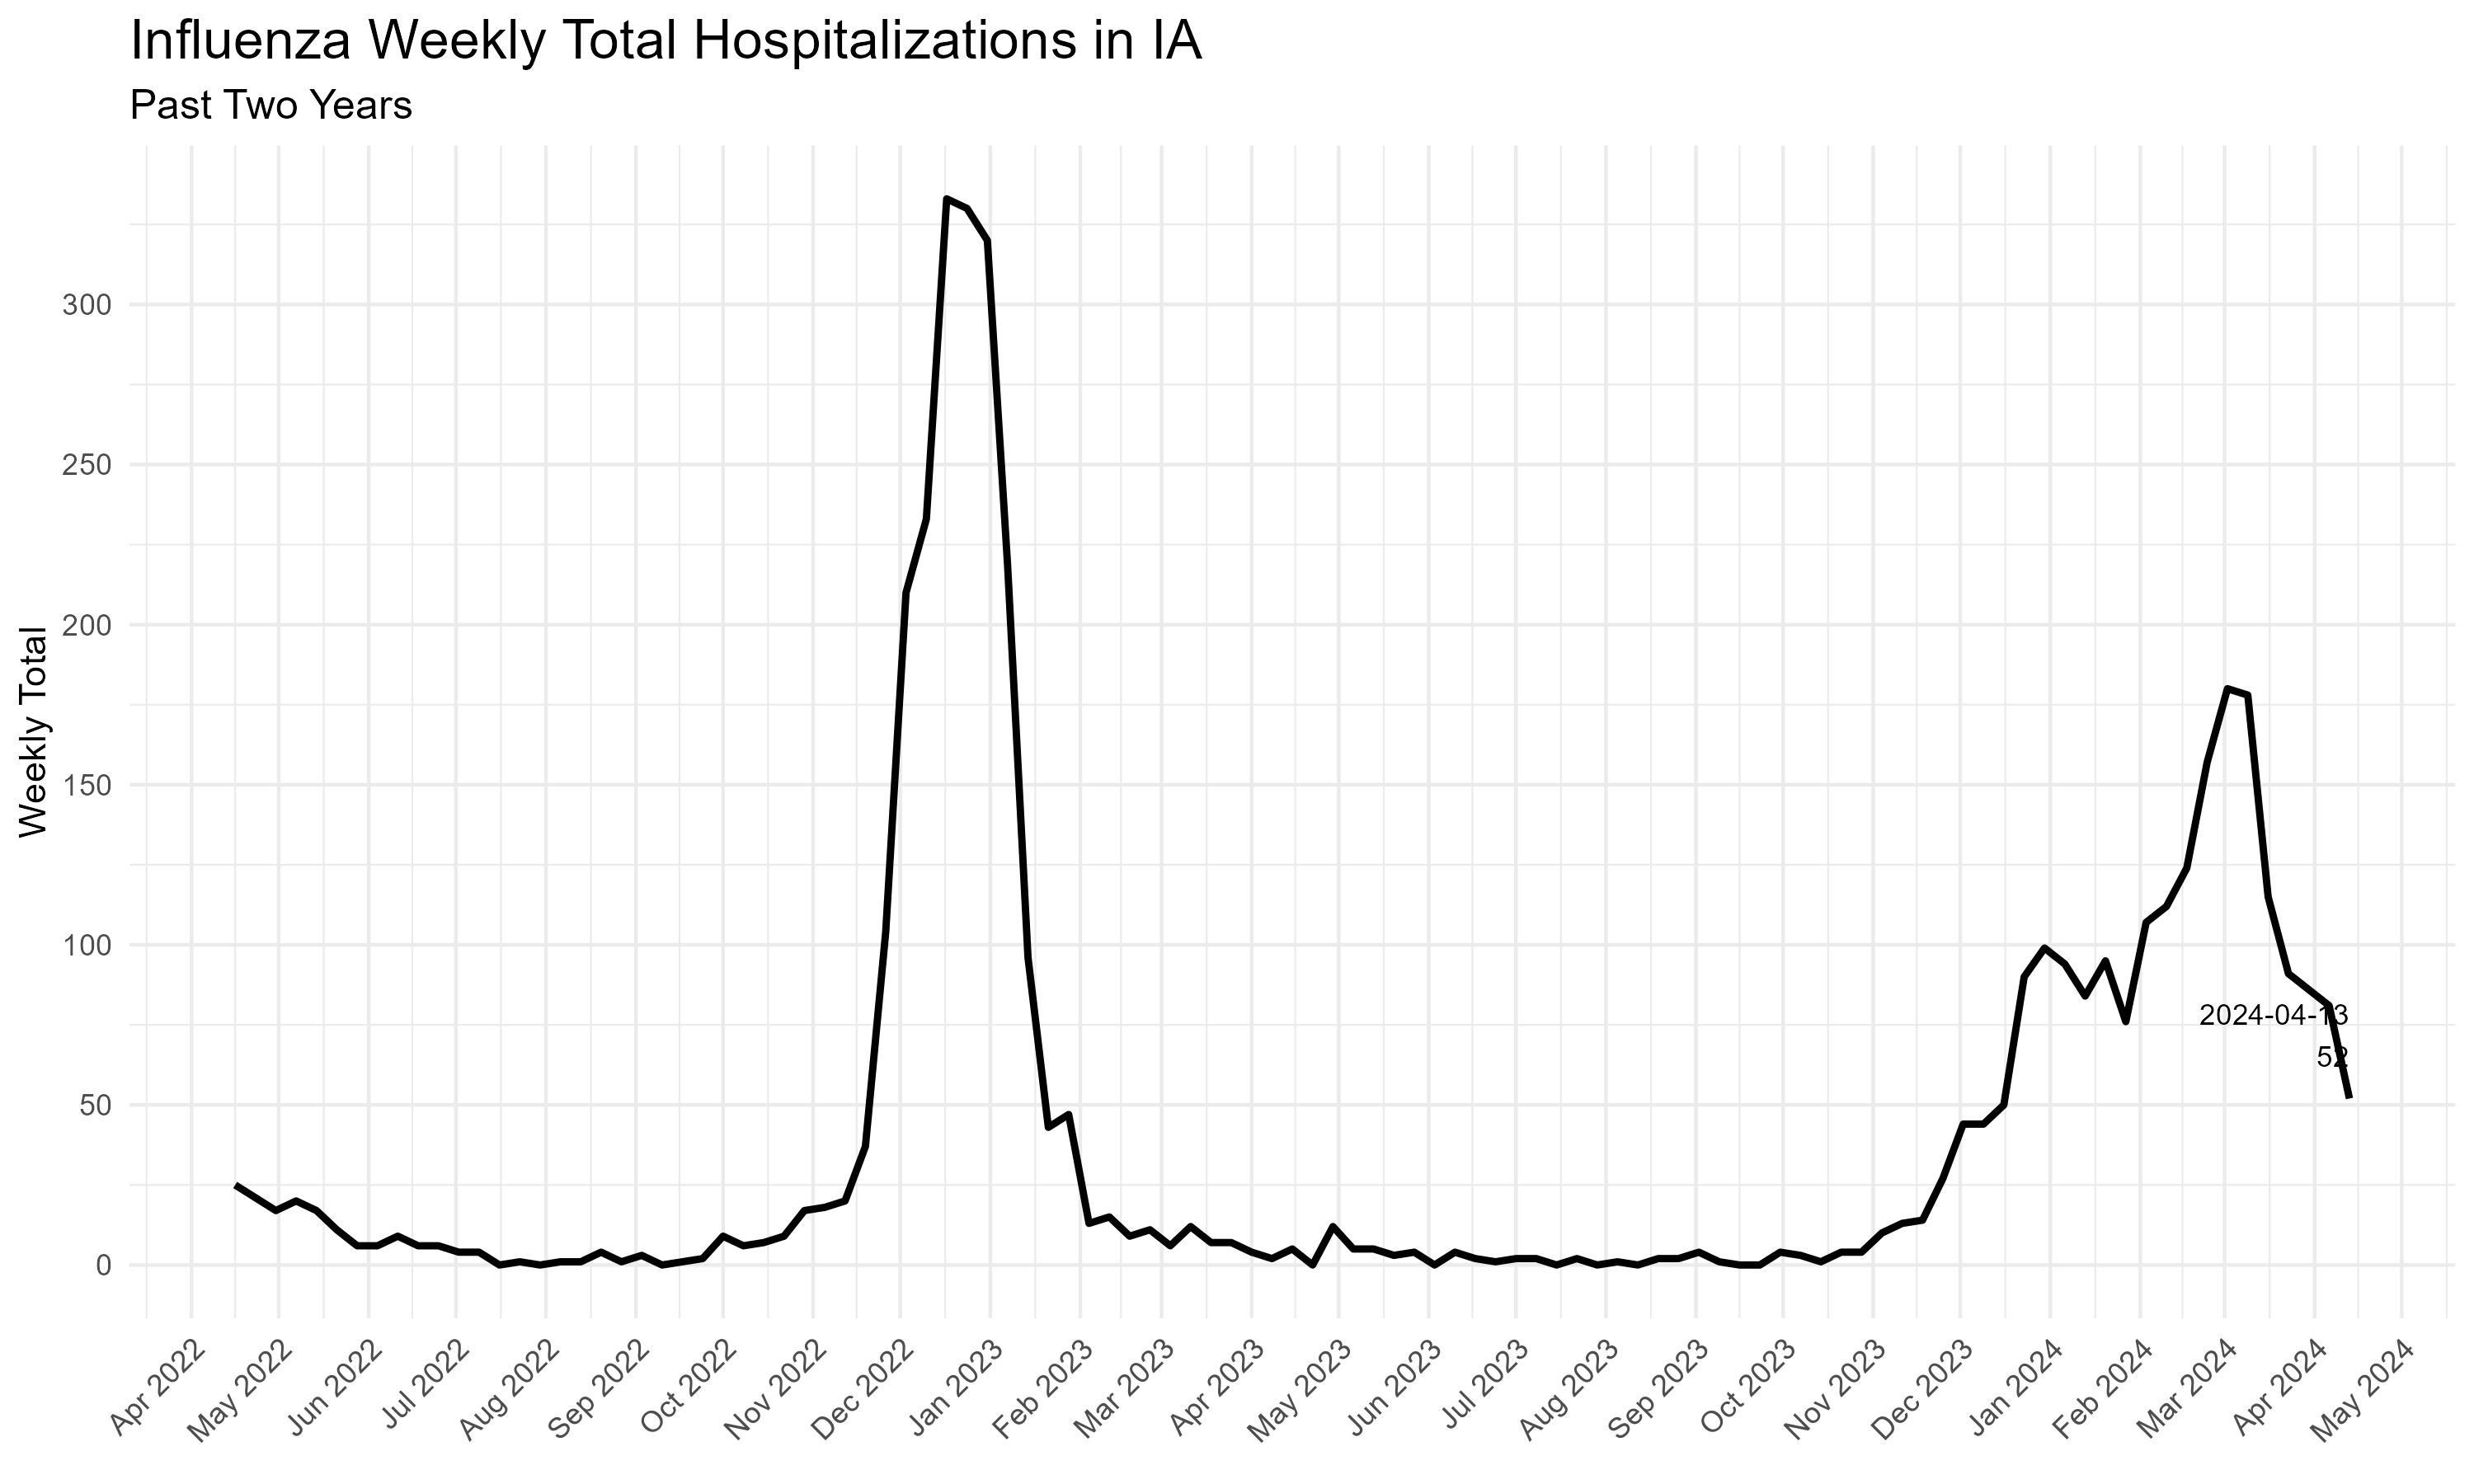 Influenza Weekly Total Hospitalizations in IA
Past Two Years
Weekly Total
300
250
200
150
100
50
0
2024-04-13
52
Apr 2022
May 2022
Jun 2022
Jul 2022
Aug 2022
Sep 2022
Oct 2022
Nov 2022
Dec 2022
Jan 2023
Feb 2023
Mar 2023
Apr 2023
May 2023
Jun 2023
Jul 2023
Aug 2023
Sep 2023
Oct 2023
Nov 2023
Dec 2023
Jan 2024
Feb 2024
Mar 2024
Apr 2024
May 2024